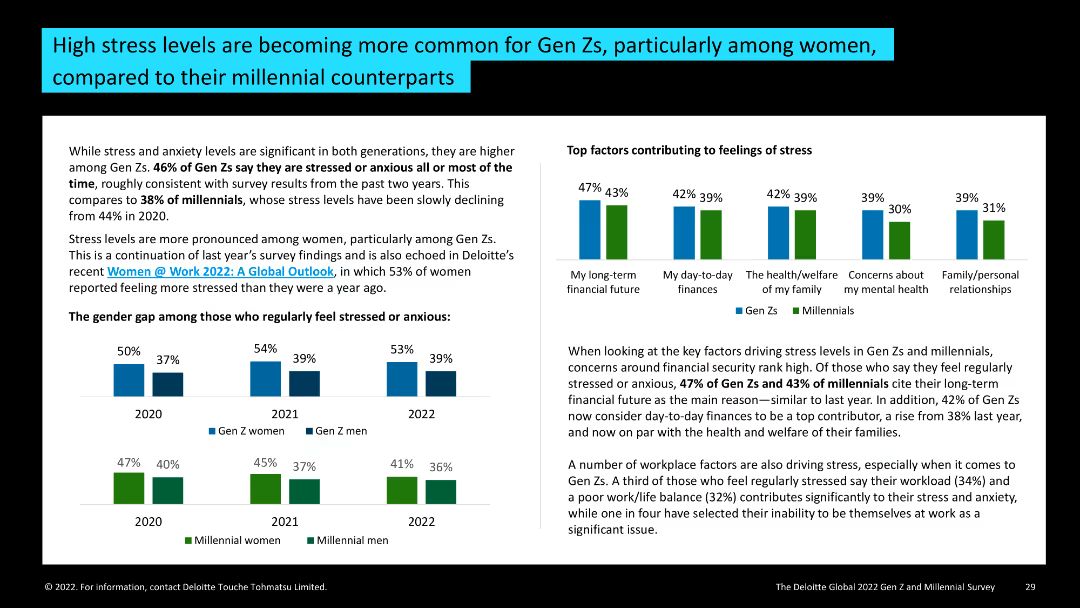 High stress levels are becoming more common for Gen Zs, particularly among women,
compared to their millennial counterparts
While stress and anxiety levels are significant in both generations, they are higher
among Gen Zs. 46% of Gen Zs say they are stressed or anxious all or most of the
time, roughly consistent with survey results from the past two years. This
compares to 38% of millennials, whose stress levels have been slowly declining
from 44% in 2020.
Stress levels are more pronounced among women, particularly among Gen Zs.
This is a continuation of last year’s survey findings and is also echoed in Deloitte’s
recent Women @ Work 2022: A Global Outlook, in which 53% of women
reported feeling more stressed than they were a year ago.
The gender gap among those who regularly feel stressed or anxious:
50% 37% 54% 39% 53% 39%
2020 2021 2022
Gen Z women Gen Z men
47% 40% 45% 37% 41% 36%
2020 2021 2022
Millennial women Millennial men
Top factors contributing to feelings of stress
47% 43% 42% 39% 42% 39% 39% 30% 39% 31%
My long-term My day-to-day The health/welfare Concerns about Family/personal
financial future finances of my family my mental health relationships
Gen Zs Millennials
When looking at the key factors driving stress levels in Gen Zs and millennials,
concerns around financial security rank high. Of those who say they feel regularly
stressed or anxious, 47% of Gen Zs and 43% of millennials cite their long-term
financial future as the main reason—similar to last year. In addition, 42% of Gen Zs
now consider day-to-day finances to be a top contributor, a rise from 38% last year,
and now on par with the health and welfare of their families.
A number of workplace factors are also driving stress, especially when it comes to
Gen Zs. A third of those who feel regularly stressed say their workload (34%) and
a poor work/life balance (32%) contributes significantly to their stress and anxiety,
while one in four have selected their inability to be themselves at work as a
significant issue.
© 2022. For information, contact Deloitte Touche Tohmatsu Limited.
The Deloitte Global 2022 Gen Z and Millennial Survey 29